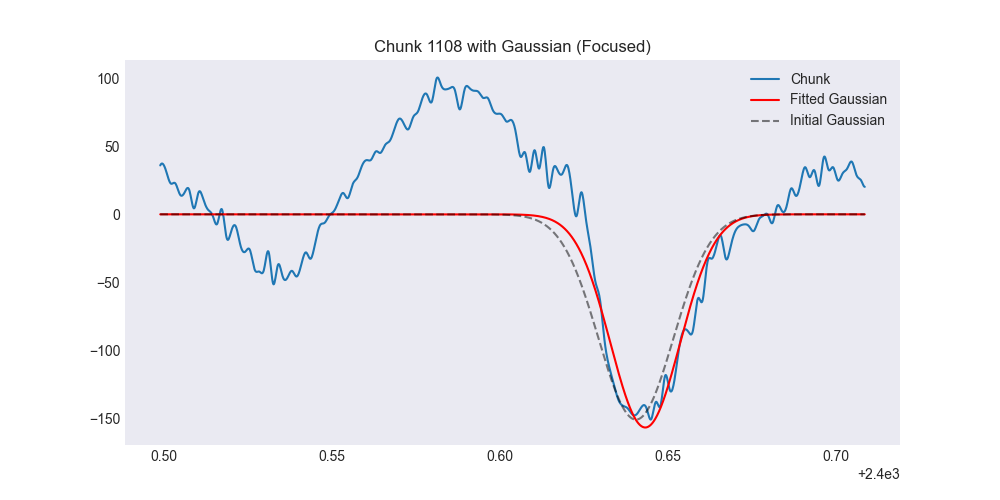 Chunk 1108 with Gaussian (Focused)
Chunk
Fitted Gaussian
Initial Gaussian
100
50
0
−50
−100
−150
0.50 0.55 0.60 0.65 0.70
+2.4e3